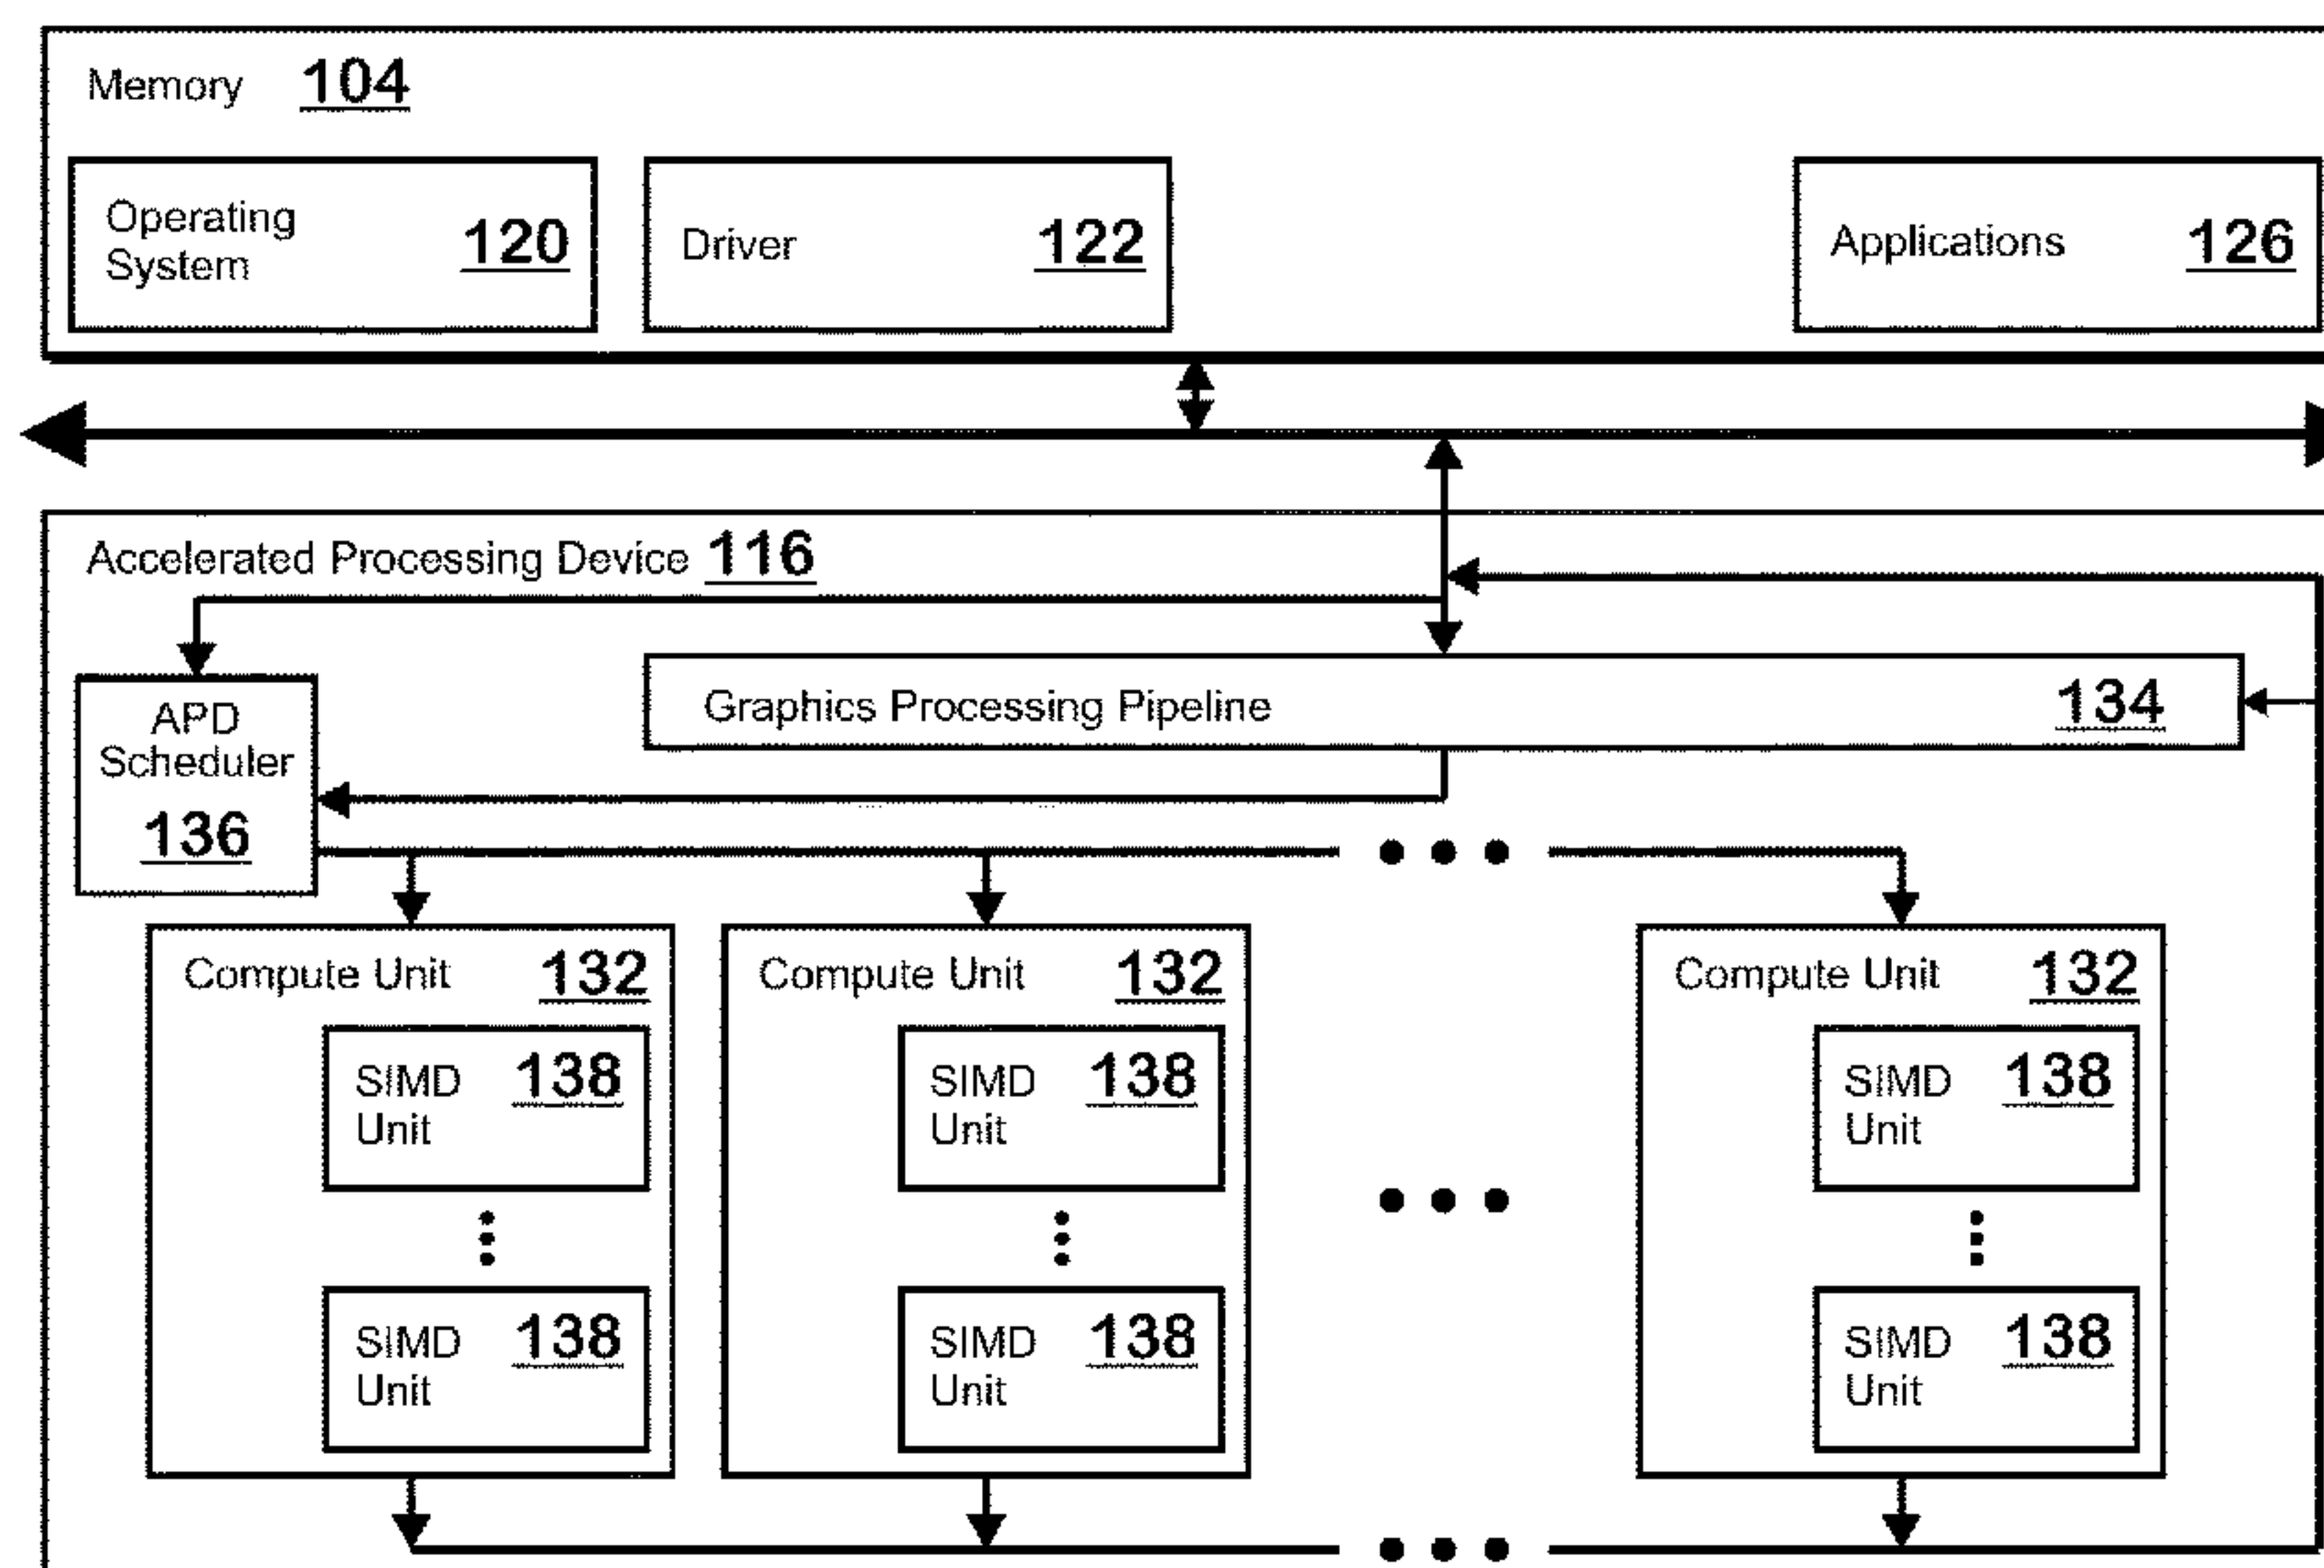 Memory 104
Operating
System 120
Driver 122
Applications 126
Accelerated Processing Device 116
APD
Scheduler
136
Graphics Processing Pipeline 134
Compute Unit 132
SIMD
Unit 138
SIMD
Unit 138
Compute Unit 132
SIMD
Unit 138
SIMD
Unit 138
Compute Unit 132
SIMD
Unit 138
SIMD
Unit 138